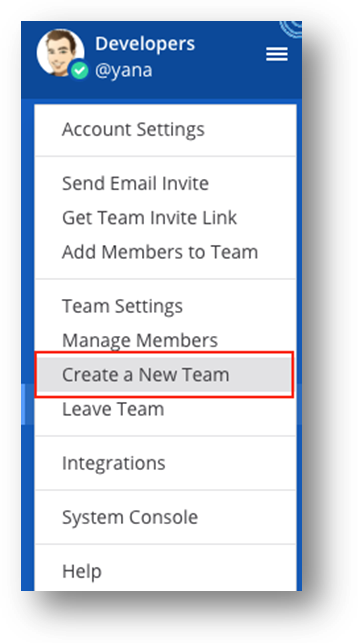 Developers
@yana
Account Settings
Send Email Invite
Get Team Invite Link
Add Members to Team
Team Settings
Manage Members
Create a New Team
Leave Team
Integrations
System Console
Help